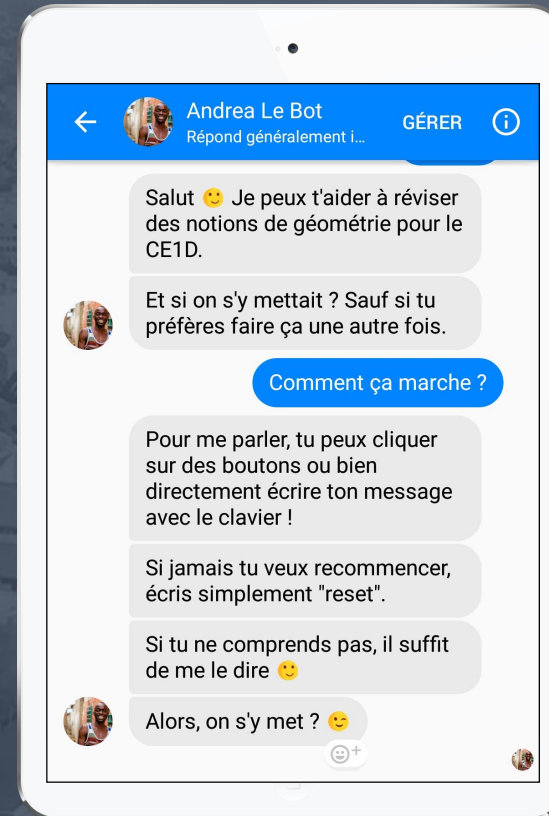 Andrea Le Bot
GÉRER
Répond généralement i...
Salut 🙂 Je peux t'aider à réviser
des notions de géométrie pour le
CE1D.
Et si on s'y mettait ? Sauf si tu
préfères faire ça une autre fois.
Comment ça marche ?
Pour me parler, tu peux cliquer
sur des boutons ou bien
directement écrire ton message
avec le clavier !
Si jamais tu veux recommencer,
écris simplement "reset".
Si tu ne comprends pas, il suffit
de me le dire 🙂
Alors, on s'y met ? 😉